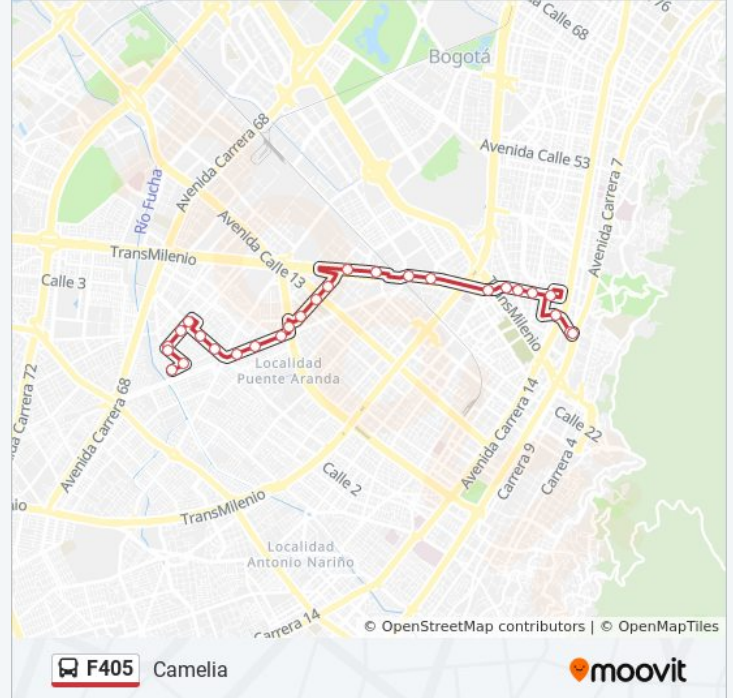 a Calle 68
76
Bogotá
Avenida Calle 53
Avenida Carrera 68
Avenida Carrera 7
Río Fucha
Avenida Calle 13
TransMilenio
Calle 3
TransMilenio
Localidad
Puente Aranda
Carrera 72
Avenida Carrera 68
Avenida Carrera 14
Calle 22
Carrera 9
Carrera 4
Calle 2
TransMilenio
Localidad
Antonio Nariño
Carrera 14
© OpenStreetMap contributors | © OpenMapTiles
F405 Camelia
moovit